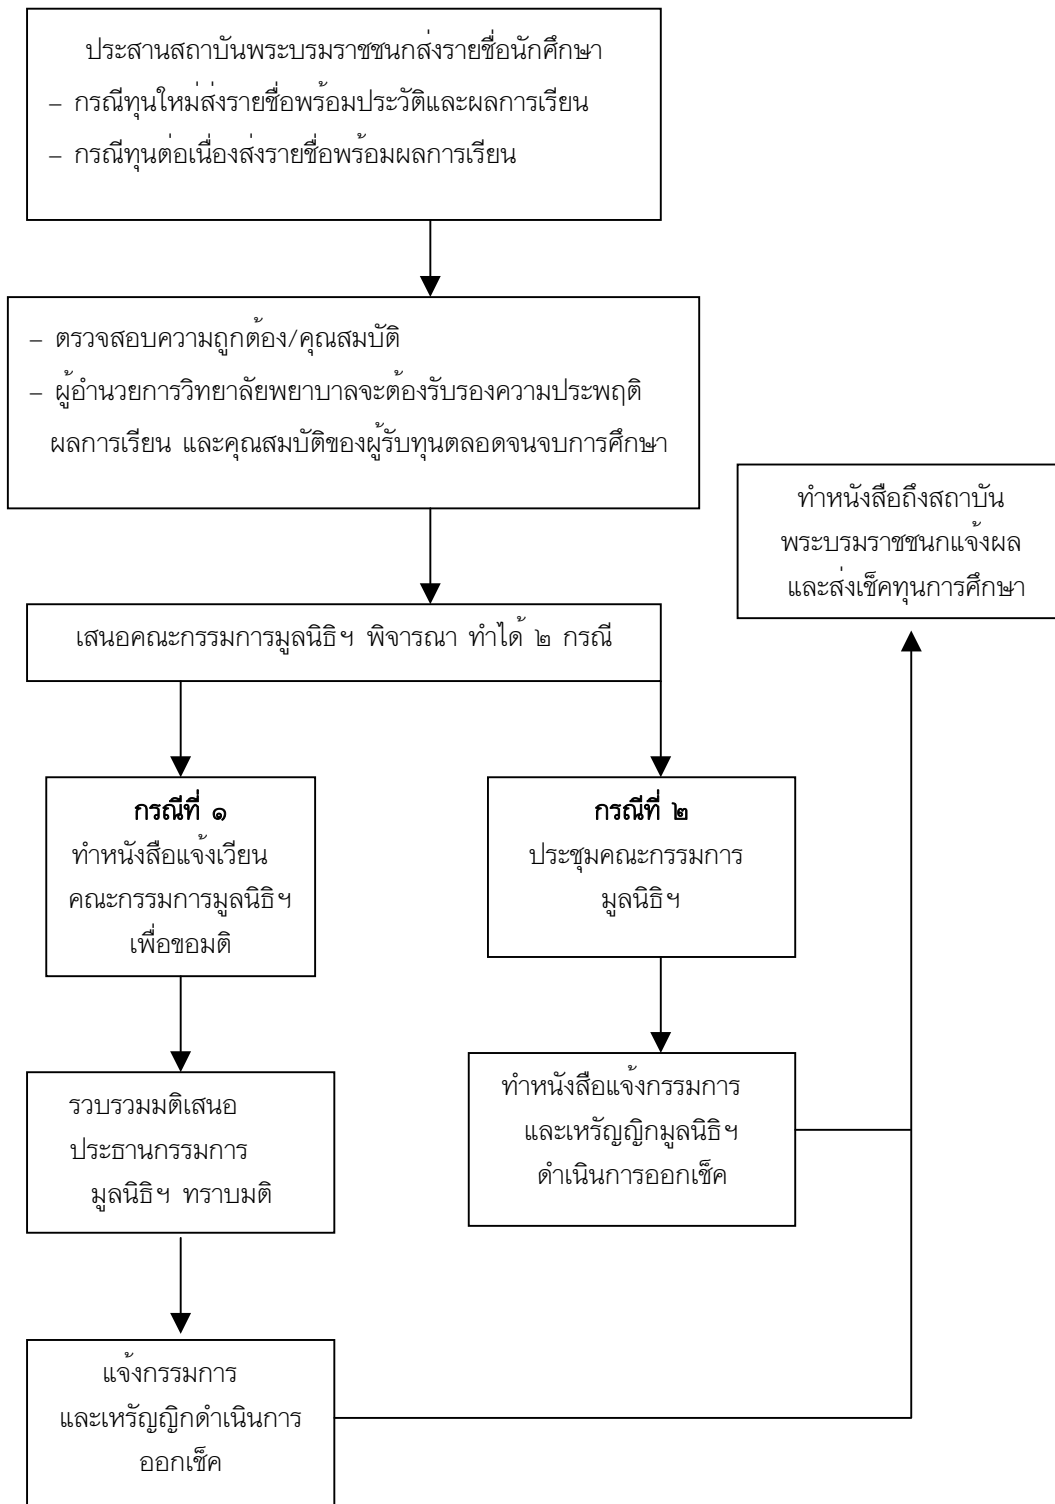 ประสานสถาบันพระบรมราชชนกส่งรายชื่อนักศึกษา
– กรณีทุนใหม่ส่งรายชื่อพร้อมประวัติและผลการเรียน
– กรณีทุนต่อเนื่องส่งรายชื่อพร้อมผลการเรียน
– ตรวจสอบความถูกต้อง/คุณสมบัติ
– ผู้อำนวยการวิทยาลัยพยาบาลจะต้องรับรองความประพฤติ
ผลการเรียน และคุณสมบัติของผู้รับทุนตลอดจนจบการศึกษา
เสนอคณะกรรมการมูลนิธิฯ พิจารณา ทำได้ ๒ กรณี
กรณีที่ ๑
ทำหนังสือแจ้งเวียน
คณะกรรมการมูลนิธิฯ
เพื่อขอมติ
รวบรวมมติเสนอ
ประธานกรรมการ
มูลนิธิฯ ทราบมติ
แจ้งกรรมการ
และเหรัญญิกดำเนินการ
ออกเช็ค
กรณีที่ ๒
ประชุมคณะกรรมการ
มูลนิธิฯ
ทำหนังสือแจ้งกรรมการ
และเหรัญญิกมูลนิธิฯ
ดำเนินการออกเช็ค
ทำหนังสือถึงสถาบัน
พระบรมราชชนกแจ้งผล
และส่งเช็คทุนการศึกษา